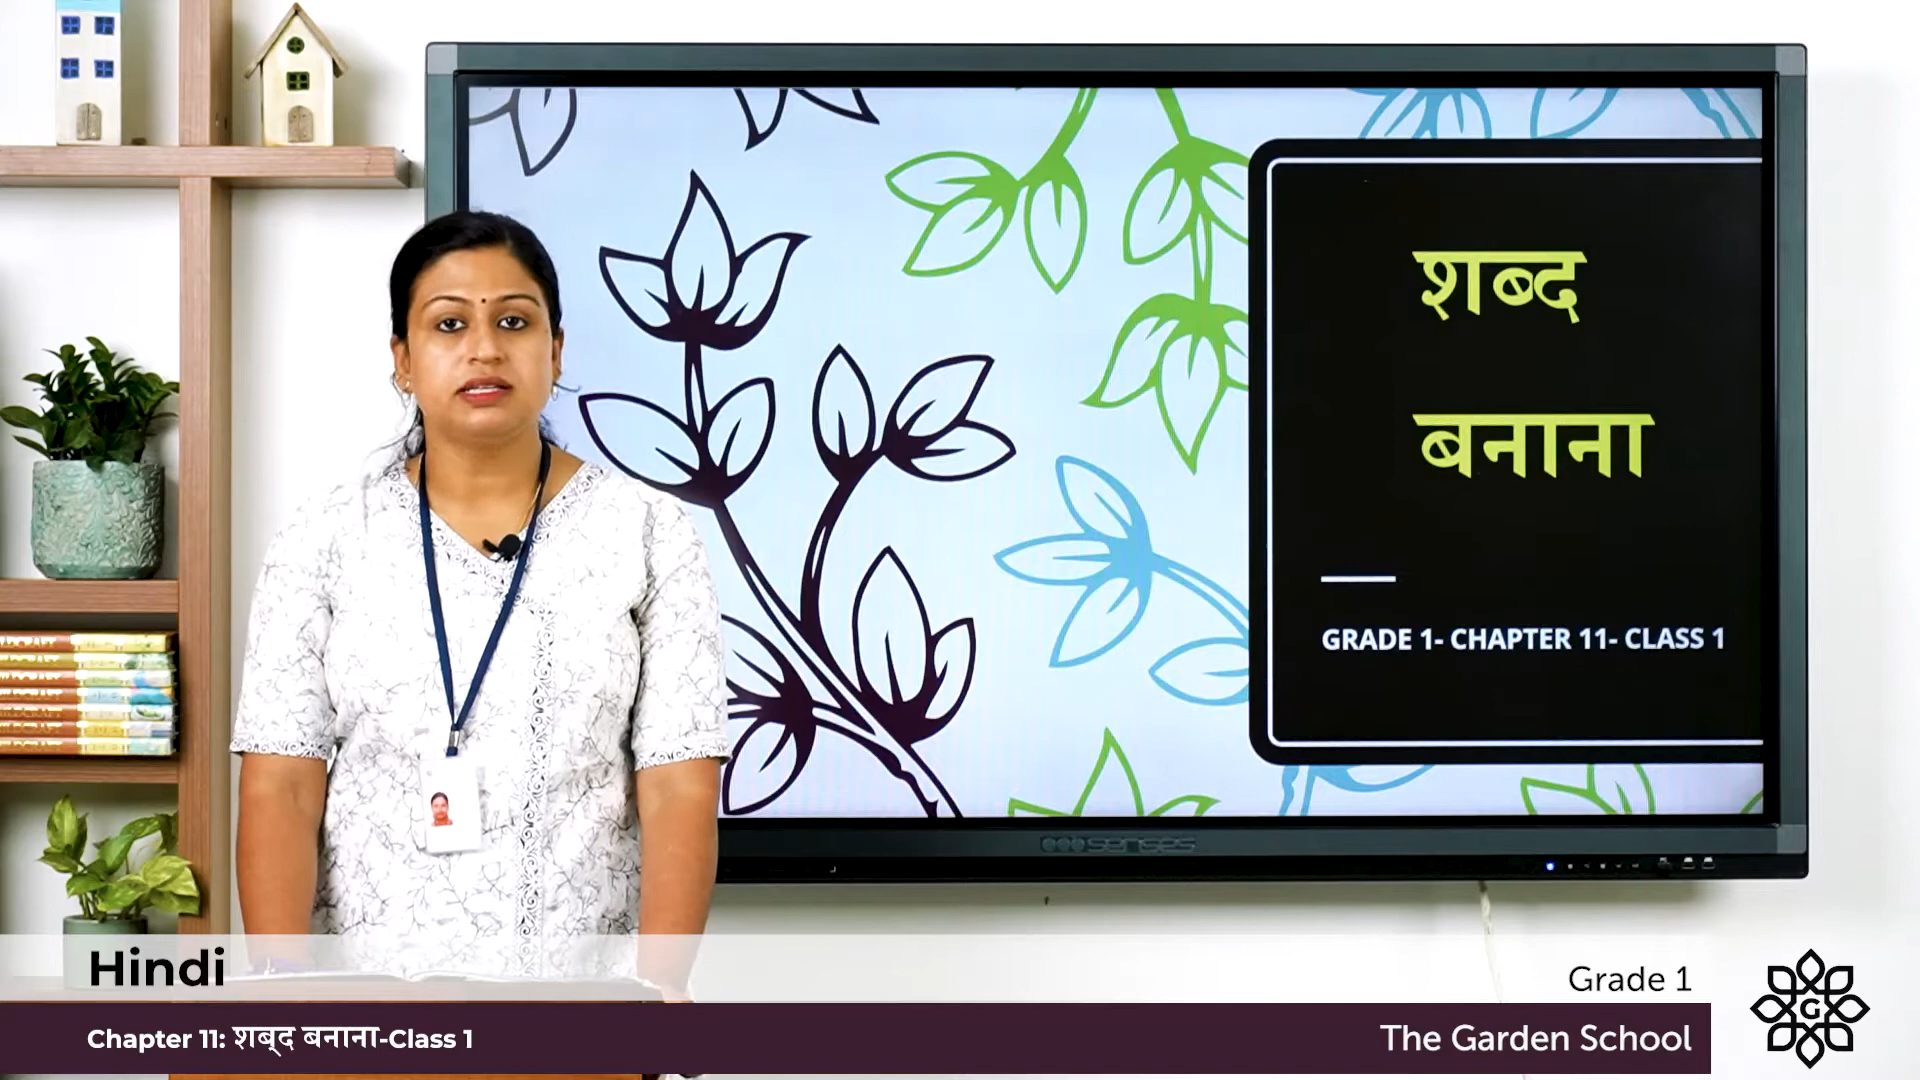 शब्द
बनाना
GRADE 1- CHAPTER 11- CLASS 1
senses
Hindi
Grade 1
Chapter 11: शब्द बनाना-Class 1
The Garden School
G